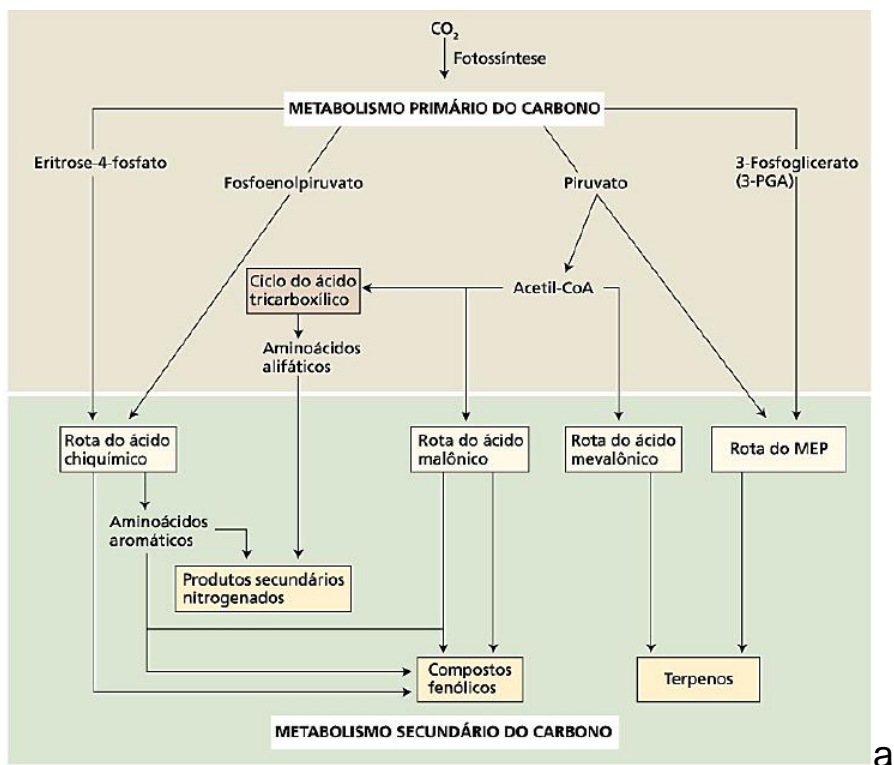 CO2
Fotossíntese
METABOLISMO PRIMÁRIO DO CARBONO
Eritrose-4-fosfato
Fosfoenolpiruvato
Piruvato
3-Fosfoglicerato
(3-PGA)
Ciclo do ácido
tricarboxílico
Acetil-CoA
Aminoácidos
alifáticos
Rota do ácido
chiquímico
Rota do ácido
malônico
Rota do ácido
mevalônico
Rota do MEP
Aminoácidos
aromáticos
Produtos secundários
nitrogenados
Compostos
fenólicos
Terpenos
METABOLISMO SECUNDÁRIO DO CARBONO
a